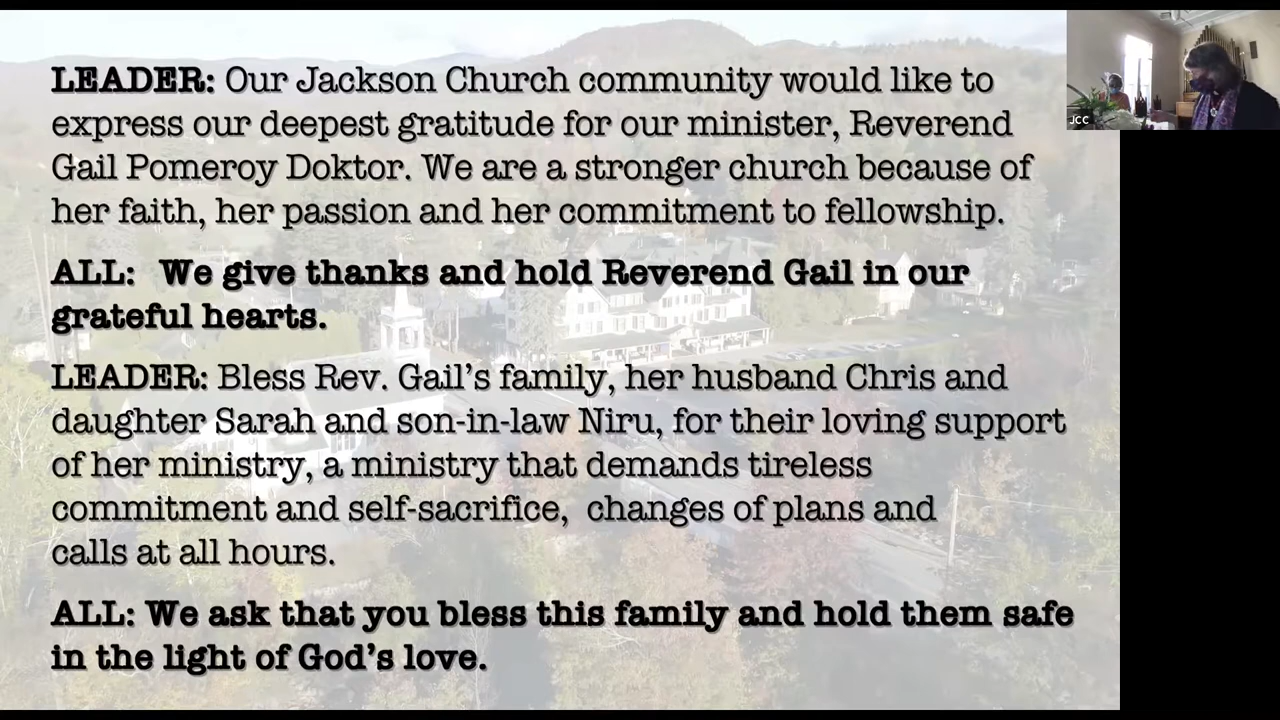 LEADER: Our Jackson Church community would like to
express our deepest gratitude for our minister, Reverend
Gail Pomeroy Doktor. We are a stronger church because of
her faith, her passion and her commitment to fellowship.
ALL:  We give thanks and hold Reverend Gail in our
grateful hearts.
LEADER: Bless Rev. Gail’s family, her husband Chris and
daughter Sarah and son-in-law Niru, for their loving support
of her ministry, a ministry that demands tireless
commitment and self-sacrifice,  changes of plans and
calls at all hours.
ALL: We ask that you bless this family and hold them safe
in the light of God’s love.
JCC